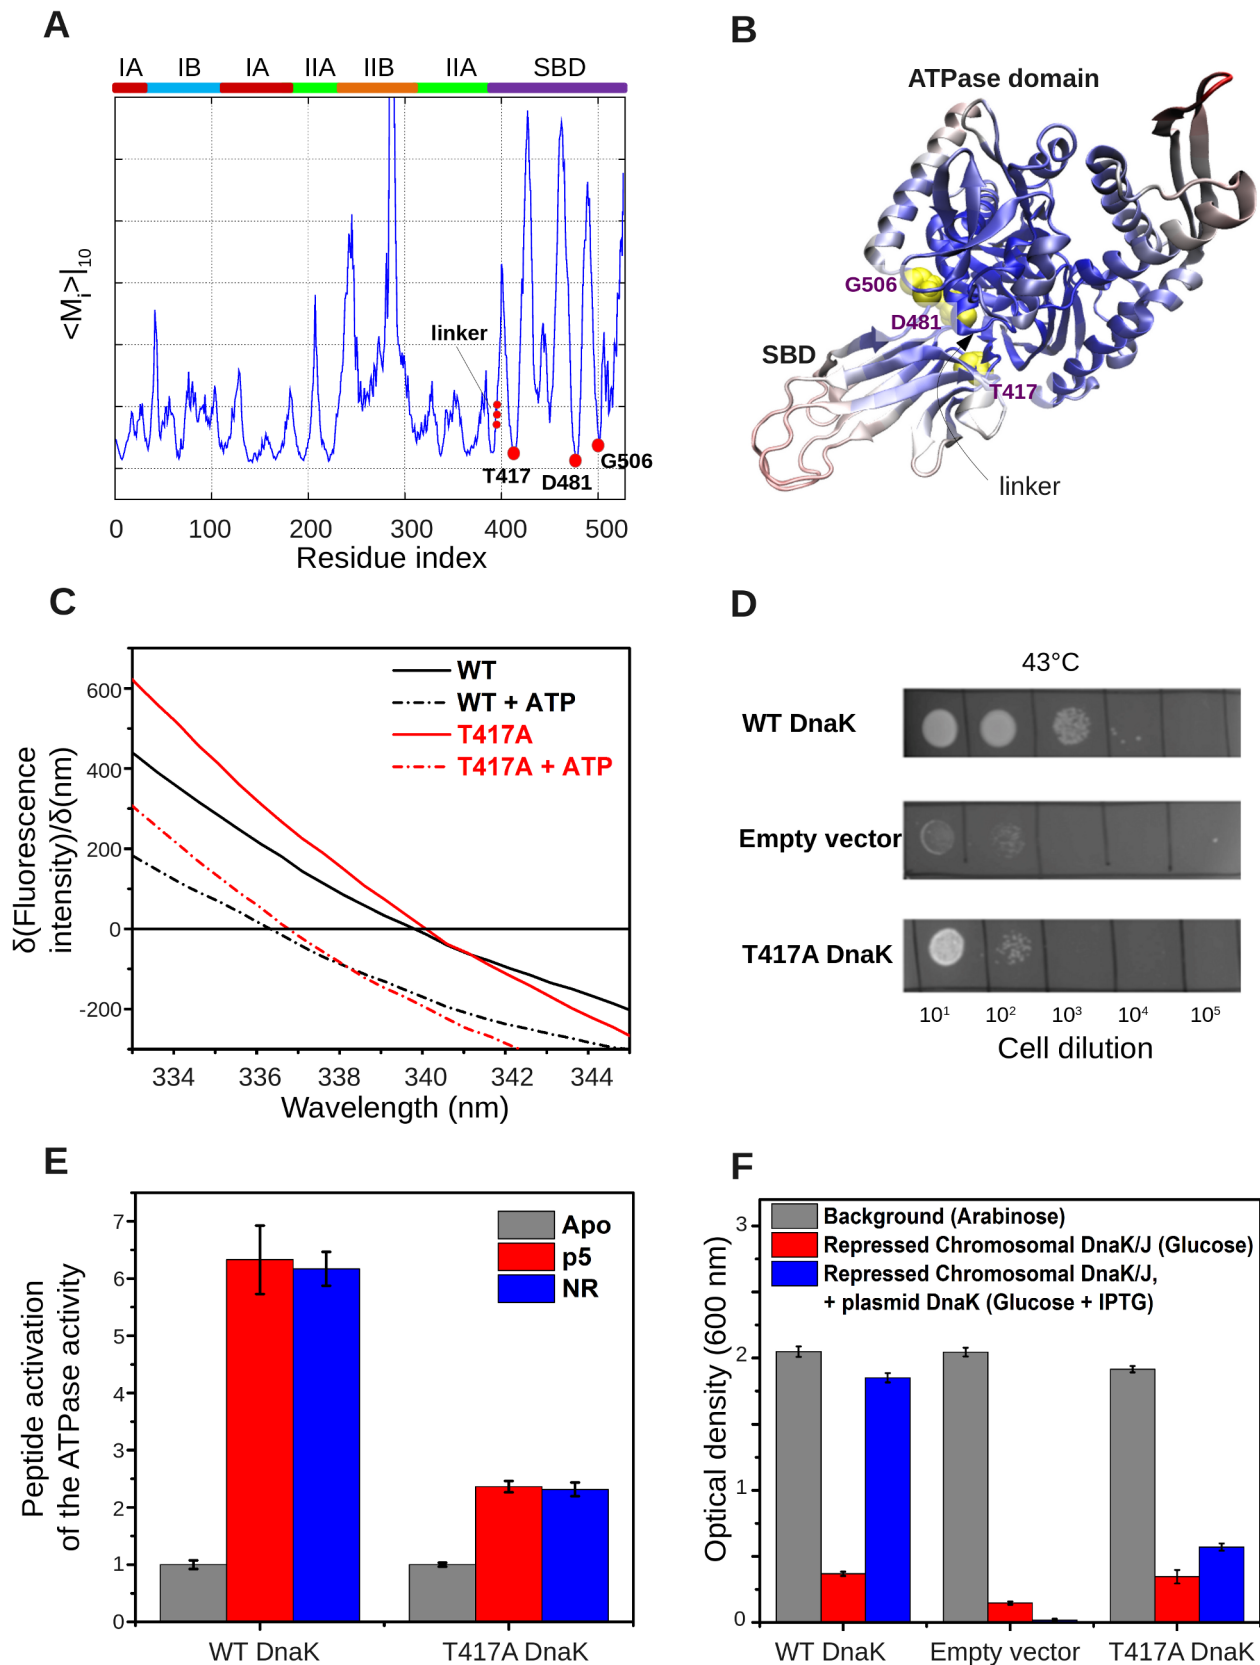 A
IA IB IA IIA IIB IIA SBD
<Mi>|10
linker
T417
D481
G506
0 100 200 300 400 500
Residue index
B
ATPase domain
G506
D481
SBD
T417
linker
C
WT
WT + ATP
T417A
T417A + ATP
600
400
200
0
-200
δ(Fluorescence
intensity)/δ(nm)
334 336 338 340 342 344
Wavelength (nm)
D
43°C
WT DnaK
Empty vector
T417A DnaK
10¹ 10² 10³ 10⁴ 10⁵
Cell dilution
E
Apo
p5
NR
7
6
5
4
3
2
1
0
Peptide activation
of the ATPase activity
WT DnaK T417A DnaK
F
Background (Arabinose)
Repressed Chromosomal DnaK/J (Glucose)
Repressed Chromosomal DnaK/J,
+ plasmid DnaK (Glucose + IPTG)
3
2
1
0
Optical density (600 nm)
WT DnaK Empty vector T417A DnaK